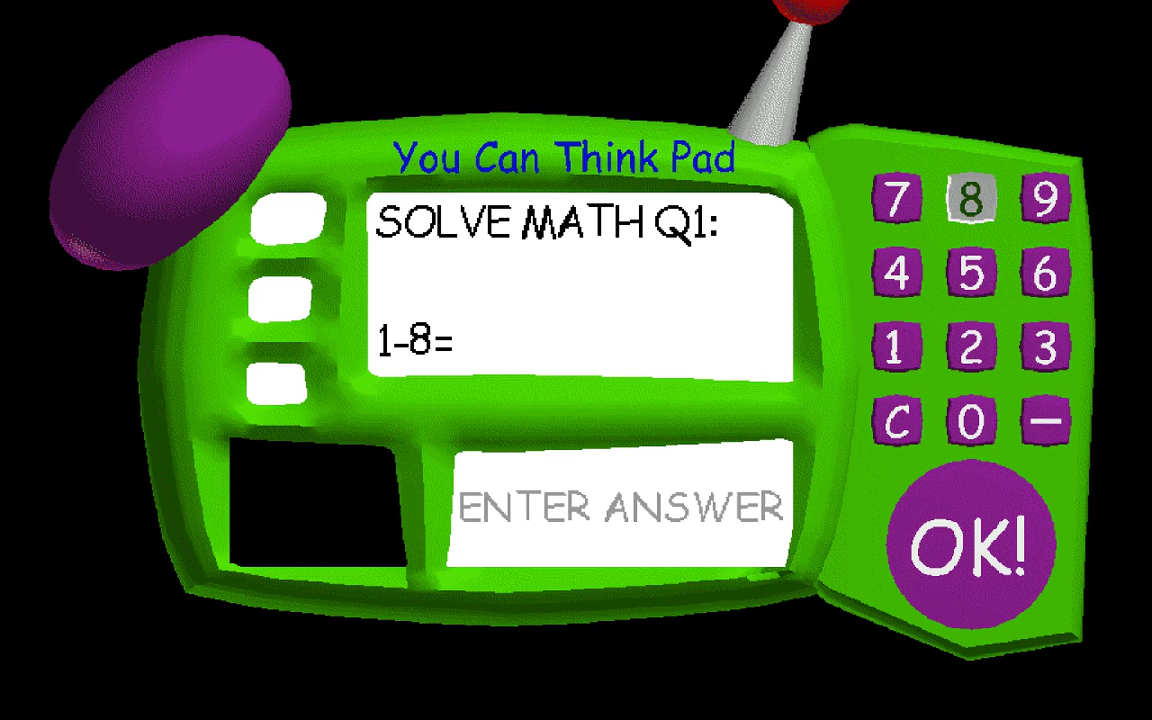 You Can Think Pad
SOLVE MATH Q1:
1-8=
ENTER ANSWER
7 8 9
4 5 6
1 2 3
C 0 -
OK!